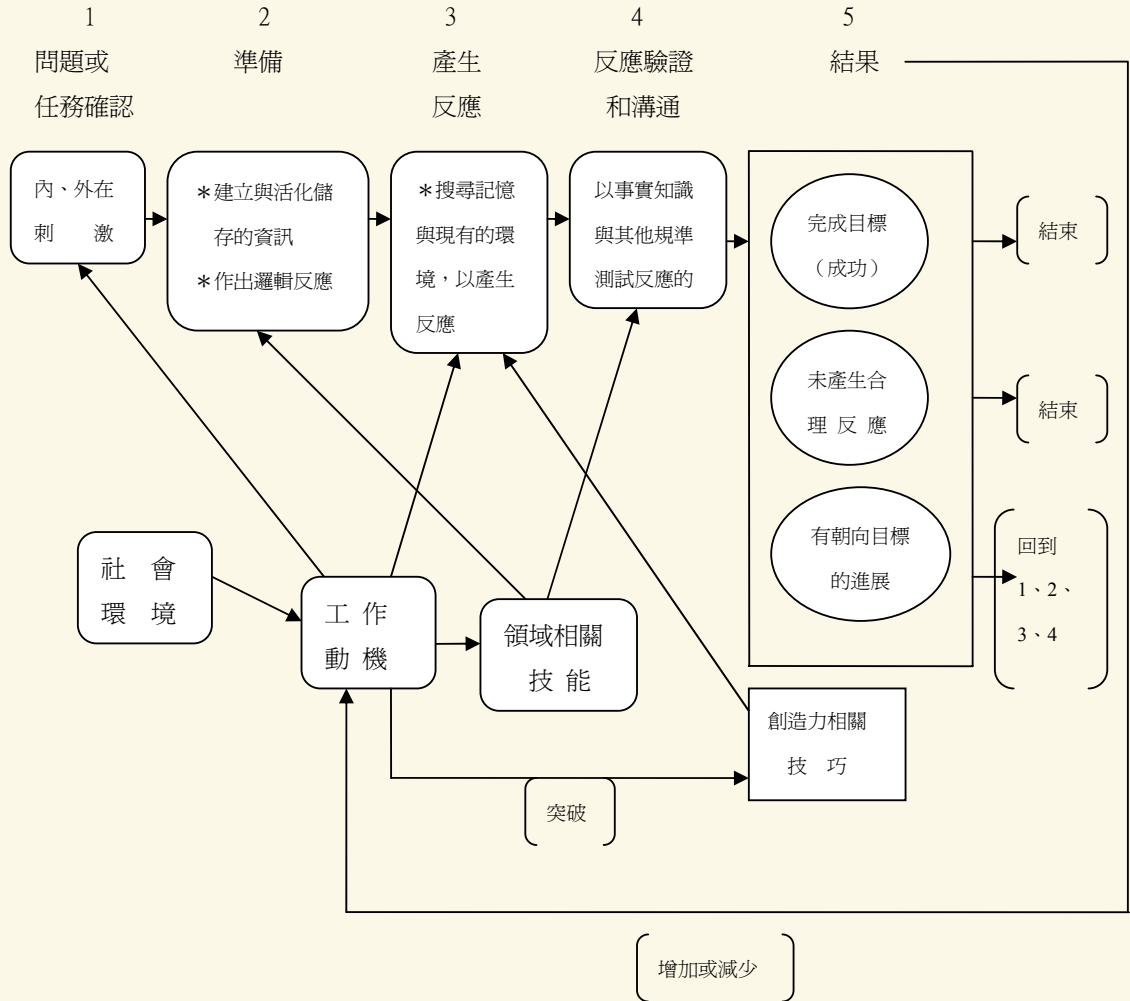 1
2
3
4
5
問題或
任務確認
準備
產生
反應
反應驗證
和溝通
結果
內、外在
刺 激
＊建立與活化儲
存的資訊
＊作出邏輯反應
＊搜尋記憶
與現有的環
境，以產生
反應
以事實知識
與其他規準
測試反應的
完成目標
（成功）
未產生合
理 反 應
有朝向目標
的進展
結束
結束
回到
1、2、
3、4
社 會
環 境
工 作
動 機
領域相關
技 能
創造力相關
技 巧
突破
增加或減少